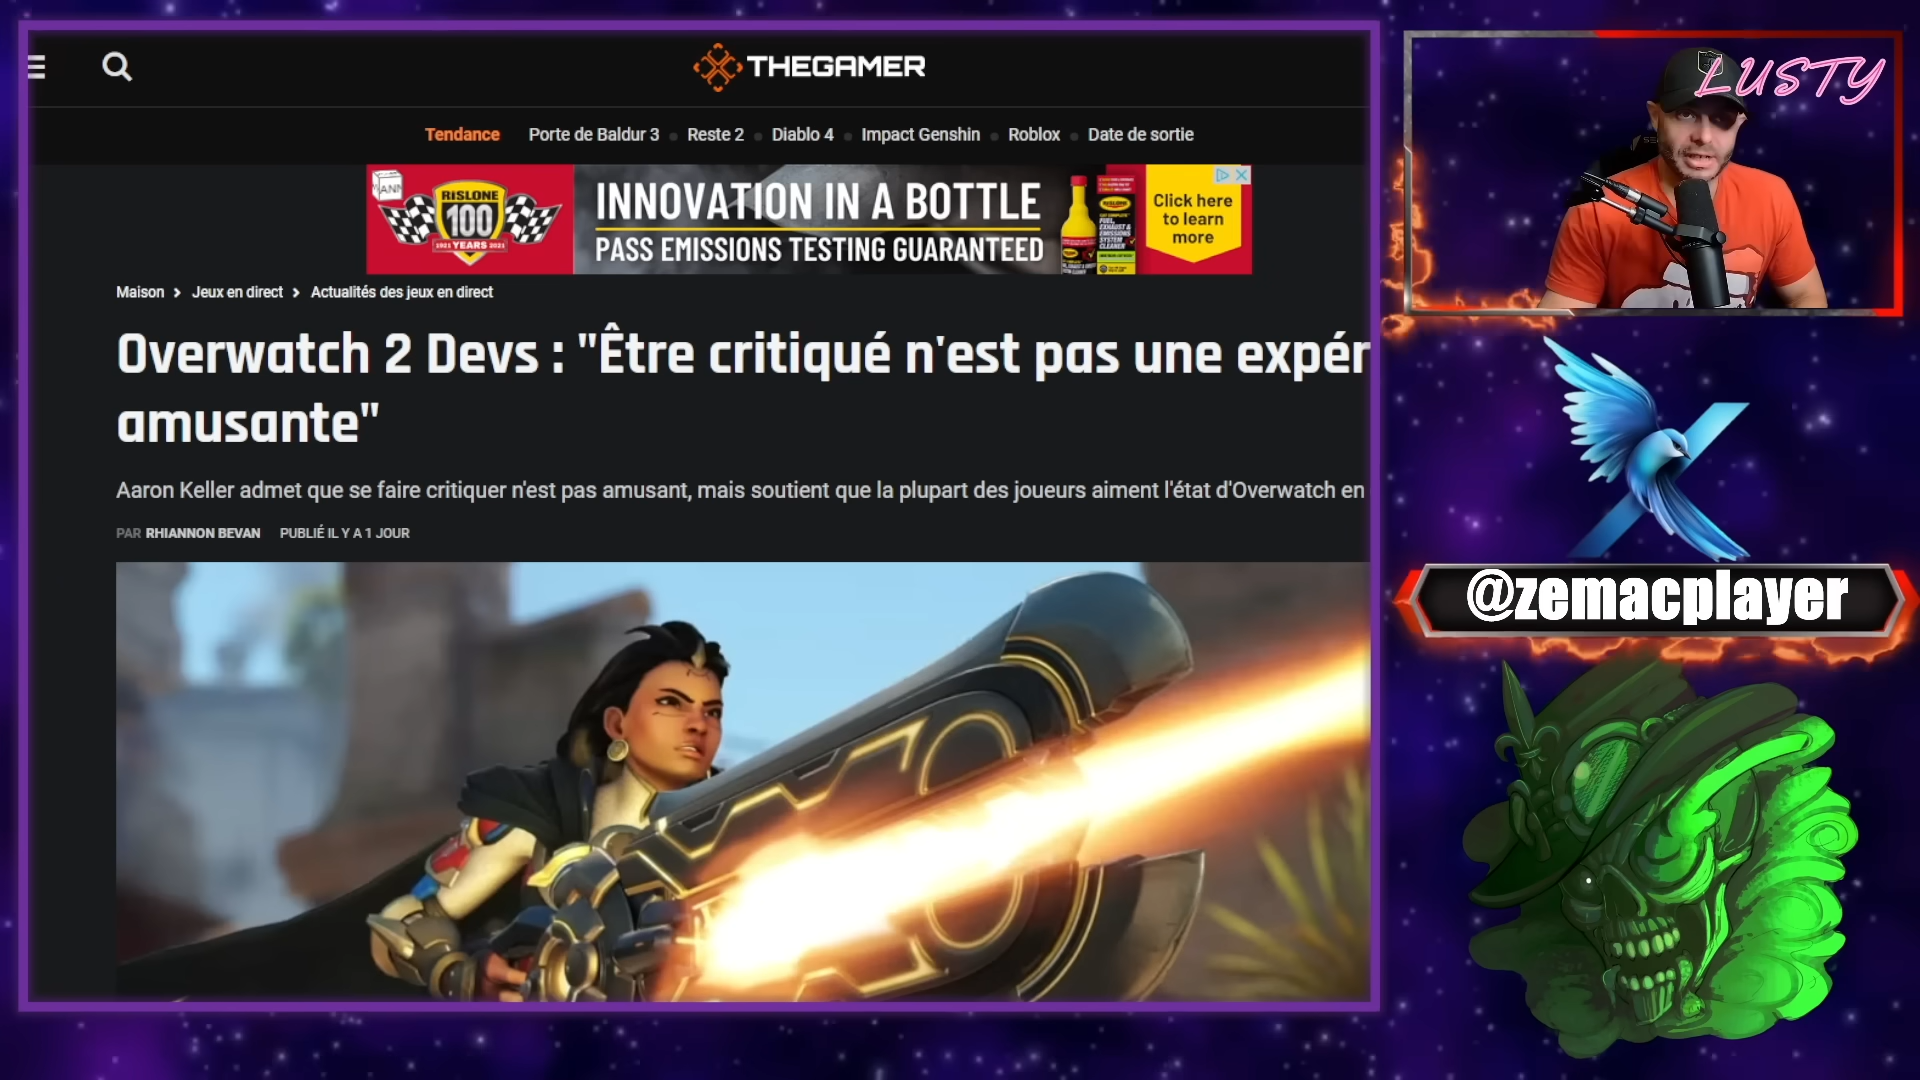 THEGAMER
LUSTY
Tendance Porte de Baldur 3 Reste 2 Diablo 4 Impact Genshin Roblox Date de sortie
RISLONE
100
YEARS
INNOVATION IN A BOTTLE
PASS EMISSIONS TESTING GUARANTEED
Click here
to learn
more
Maison > Jeux en direct > Actualités des jeux en direct
Overwatch 2 Devs : "Être critiqué n'est pas une expér
amusante"
Aaron Keller admet que se faire critiquer n'est pas amusant, mais soutient que la plupart des joueurs aiment l'état d'Overwatch en
PAR RHIANNON BEVAN PUBLIÉ IL Y A 1 JOUR
@zemacplayer